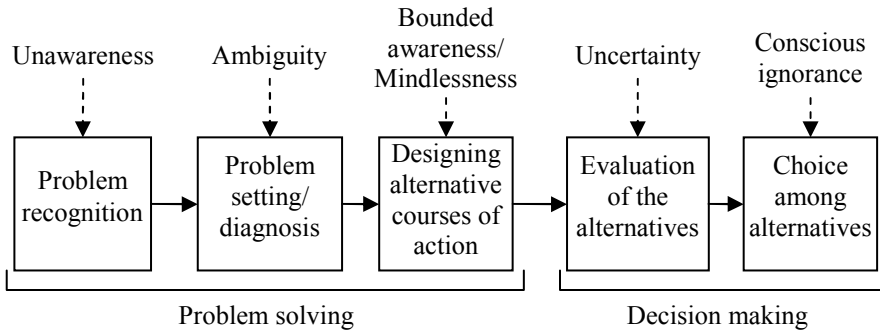 Unawareness
Ambiguity
Bounded
awareness/
Mindlessness
Uncertainty
Conscious
ignorance
Problem
recognition
Problem
setting/
diagnosis
Designing
alternative
courses of
action
Evaluation
of the
alternatives
Choice
among
alternatives
Problem solving
Decision making